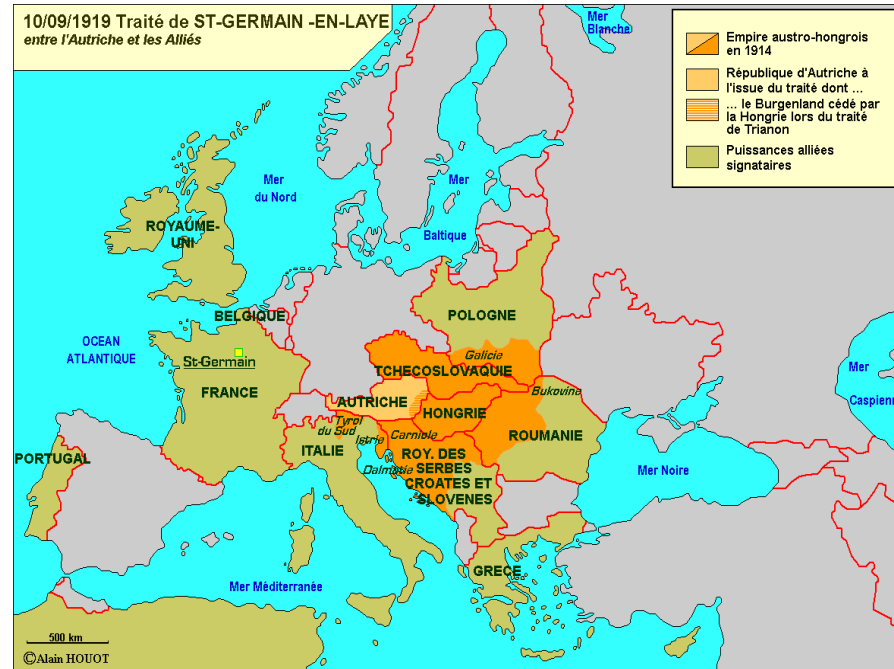 10/09/1919 Traité de ST-GERMAIN -EN-LAYE
entre l'Autriche et les Alliés
Empire austro-hongrois
en 1914
République d'Autriche à
l'issue du traité dont ...
... le Burgenland cédé par
la Hongrie lors du traité
de Trianon
Puissances alliées
signataires
Mer
Blanche
Mer
du Nord
Mer
Baltique
ROYAUME-
UNI
BELGIQUE
POLOGNE
OCEAN
ATLANTIQUE
St-Germain
FRANCE
Galicie
TCHECOSLOVAQUIE
Mer
Caspienn
Bukovine
AUTRICHE
HONGRIE
Tyrol
du Sud
Istrie
Carniole
ROUMANIE
ITALIE
PORTUGAL
Dalmatie
ROY. DES
SERBES
CROATES ET
SLOVENES
Mer Noire
GRECE
Mer Méditerranée
500 km
©Alain HOUOT